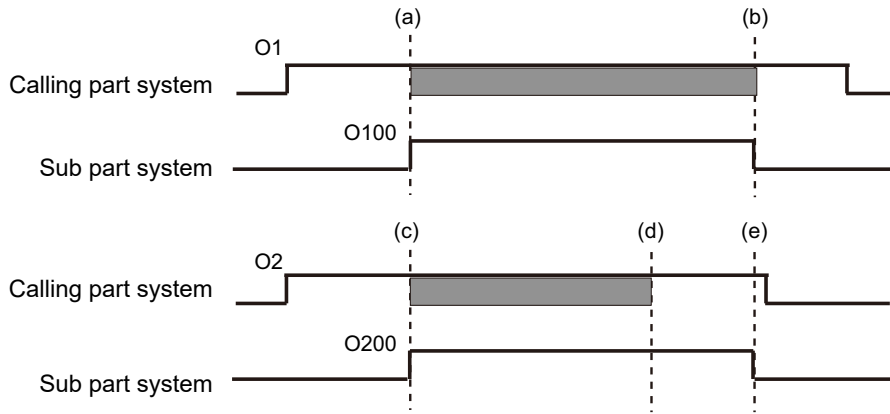 (a) (b)
O1
Calling part system
O100
Sub part system
(c) (d) (e)
O2
Calling part system
O200
Sub part system